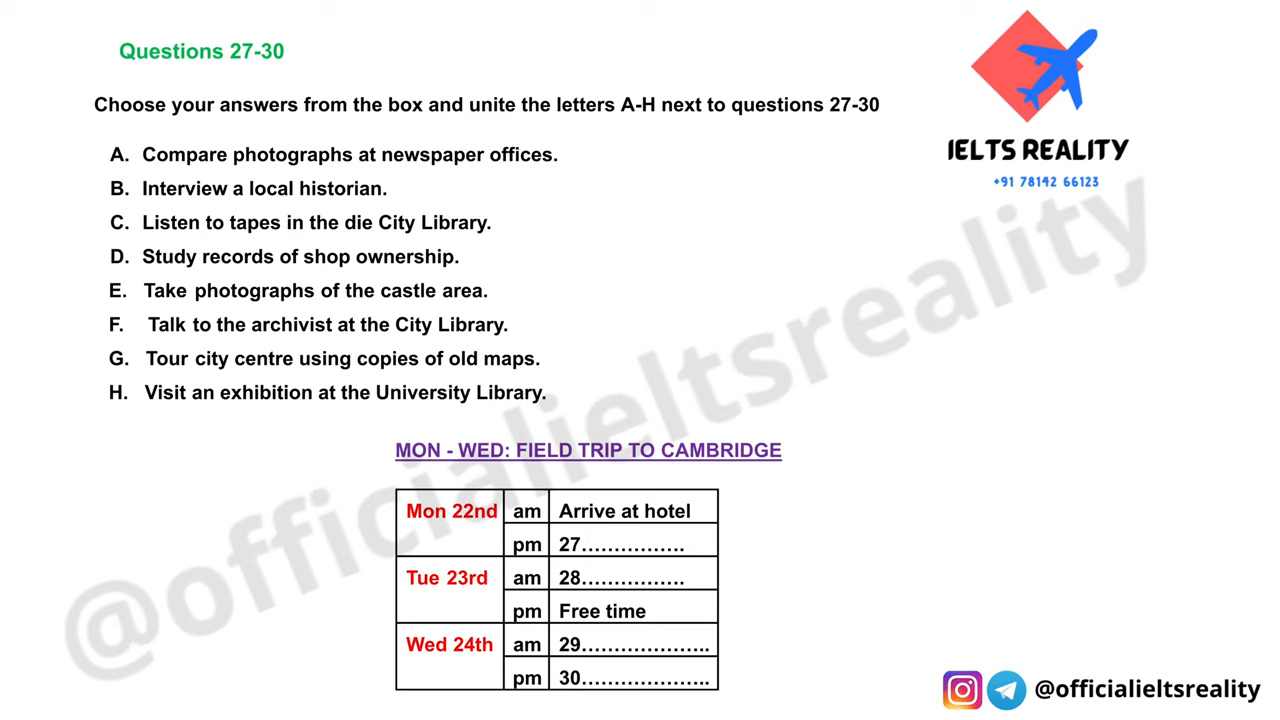 Questions 27-30
Choose your answers from the box and unite the letters A-H next to questions 27-30
A. Compare photographs at newspaper offices.
B. Interview a local historian.
C. Listen to tapes in the die City Library.
D. Study records of shop ownership.
E. Take photographs of the castle area.
F. Talk to the archivist at the City Library.
G. Tour city centre using copies of old maps.
H. Visit an exhibition at the University Library.
IELTS REALITY
+91 78142 66123
MON - WED: FIELD TRIP TO CAMBRIDGE
Mon 22nd am Arrive at hotel
pm 27…………….
Tue 23rd am 28…………….
pm Free time
Wed 24th am 29………………..
pm 30………………..
@officialieltsreality
@officialieltsreality